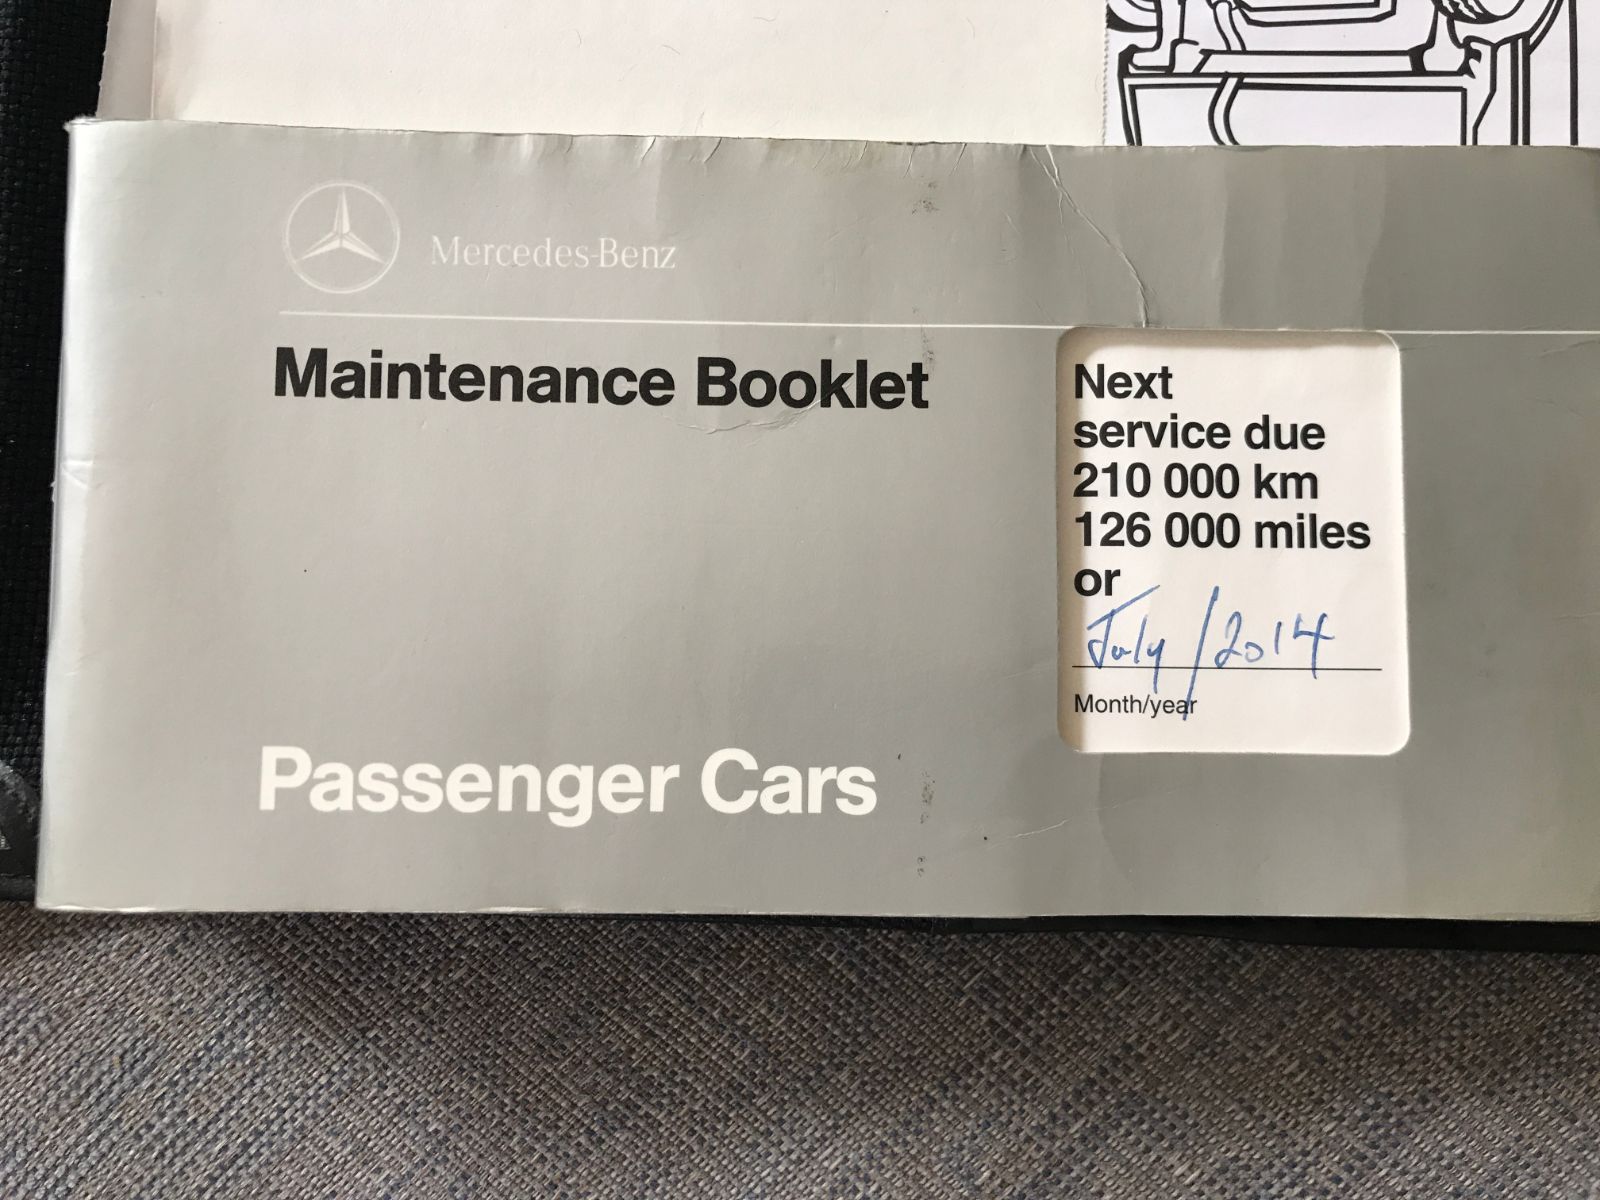 Mercedes-Benz
Maintenance Booklet
Next
service due
210 000 km
126 000 miles
or
July/2014
Month/year
Passenger Cars